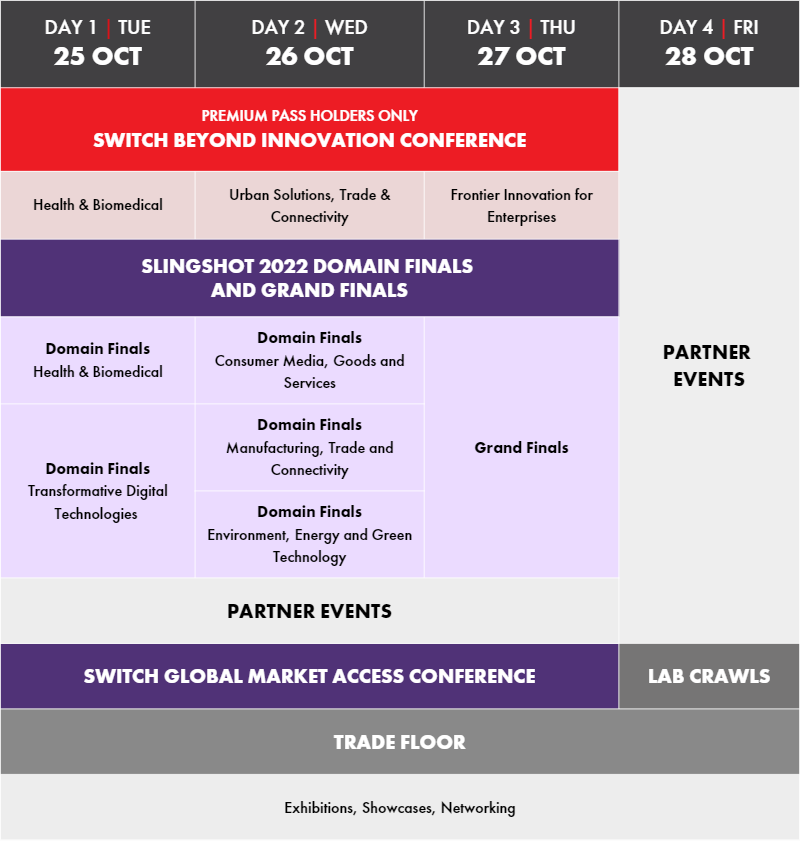 DAY 1 | TUE
25 OCT
DAY 2 | WED
26 OCT
DAY 3 | THU
27 OCT
DAY 4 | FRI
28 OCT
PREMIUM PASS HOLDERS ONLY
SWITCH BEYOND INNOVATION CONFERENCE
Health & Biomedical
Urban Solutions, Trade &
Connectivity
Frontier Innovation for
Enterprises
SLINGSHOT 2022 DOMAIN FINALS
AND GRAND FINALS
Domain Finals
Health & Biomedical
Domain Finals
Transformative Digital
Technologies
Domain Finals
Consumer Media, Goods and
Services
Domain Finals
Manufacturing, Trade and
Connectivity
Domain Finals
Environment, Energy and Green
Technology
Grand Finals
PARTNER
EVENTS
PARTNER EVENTS
SWITCH GLOBAL MARKET ACCESS CONFERENCE
LAB CRAWLS
TRADE FLOOR
Exhibitions, Showcases, Networking